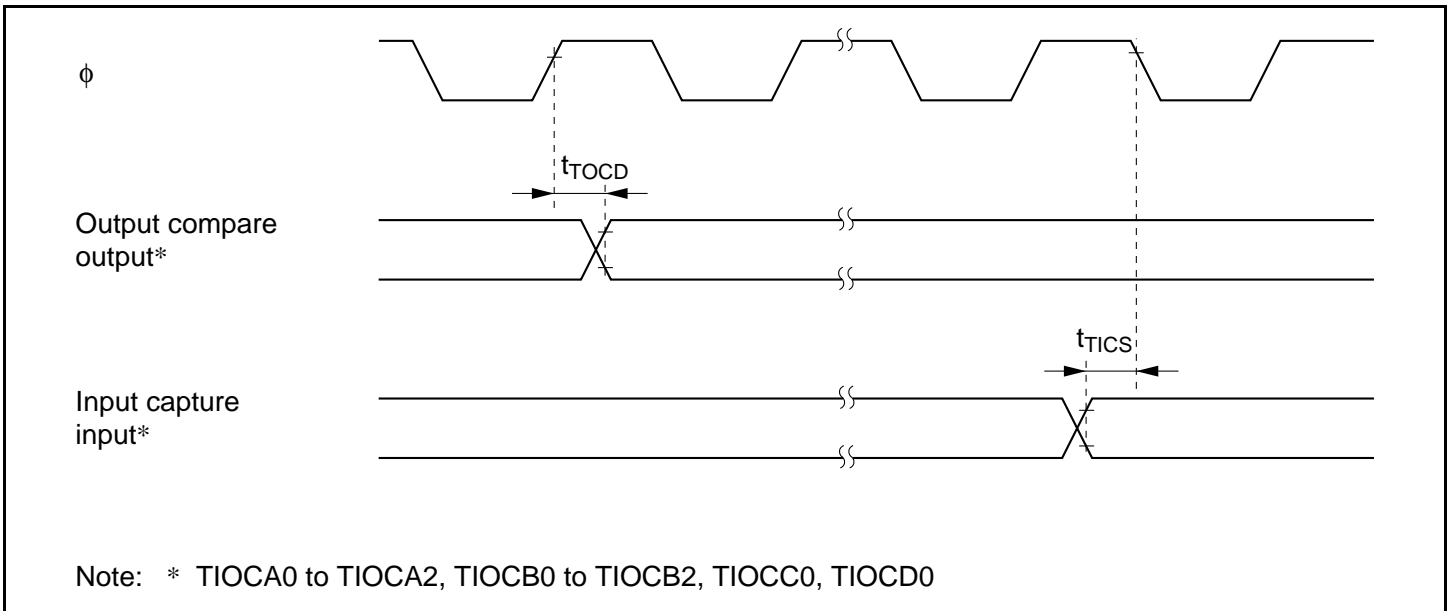 ϕ
tTOCD
Output compare
output*
tTICS
Input capture
input*
Note: * TIOCA0 to TIOCA2, TIOCB0 to TIOCB2, TIOCC0, TIOCD0